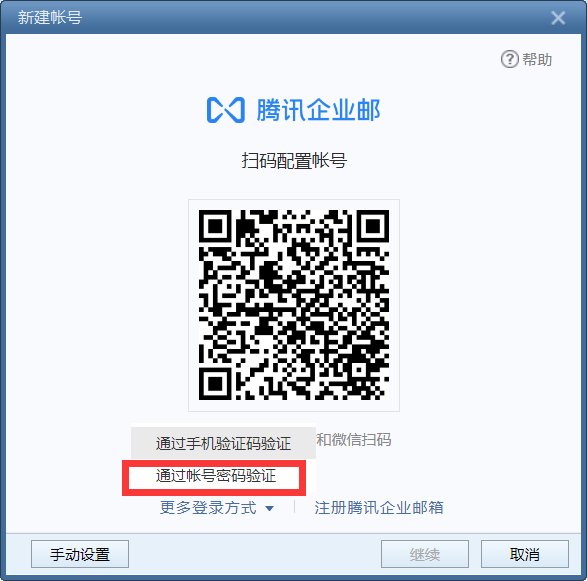 新建帐号
帮助
腾讯企业邮
扫码配置帐号
通过手机验证码验证 和微信扫码
通过帐号密码验证
更多登录方式 注册腾讯企业邮箱
手动设置 继续 取消